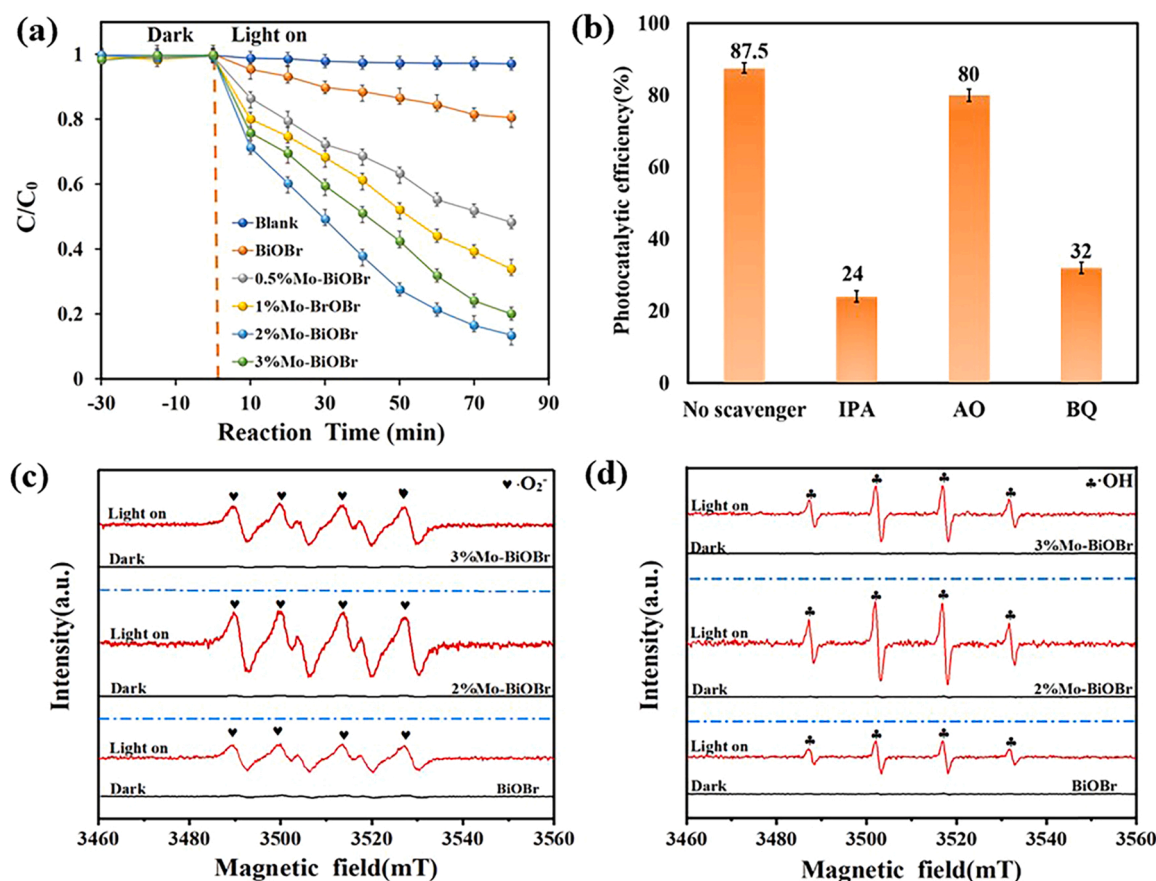 (a)
Dark Light on
1
0.8
0.6
0.4
0.2
0
C/C0
Blank
BiOBr
0.5%Mo-BiOBr
1%Mo-BrOBr
2%Mo-BiOBr
3%Mo-BiOBr
-30 -10 10 30 50 70 90
Reaction Time (min)
(b)
100
80
60
40
20
0
Photocatalytic efficiency(%)
87.5
24
80
32
No scavenger IPA AO BQ
(c)
♥ ·O₂⁻
Light on
Dark
3%Mo-BiOBr
Light on
Dark
2%Mo-BiOBr
Light on
Dark
BiOBr
Intensity(a.u.)
3460 3480 3500 3520 3540 3560
Magnetic field(mT)
(d)
♣·OH
Light on
Dark
3%Mo-BiOBr
Light on
Dark
2%Mo-BiOBr
Light on
Dark
BiOBr
Intensity(a.u.)
3460 3480 3500 3520 3540 3560
Magnetic field(mT)